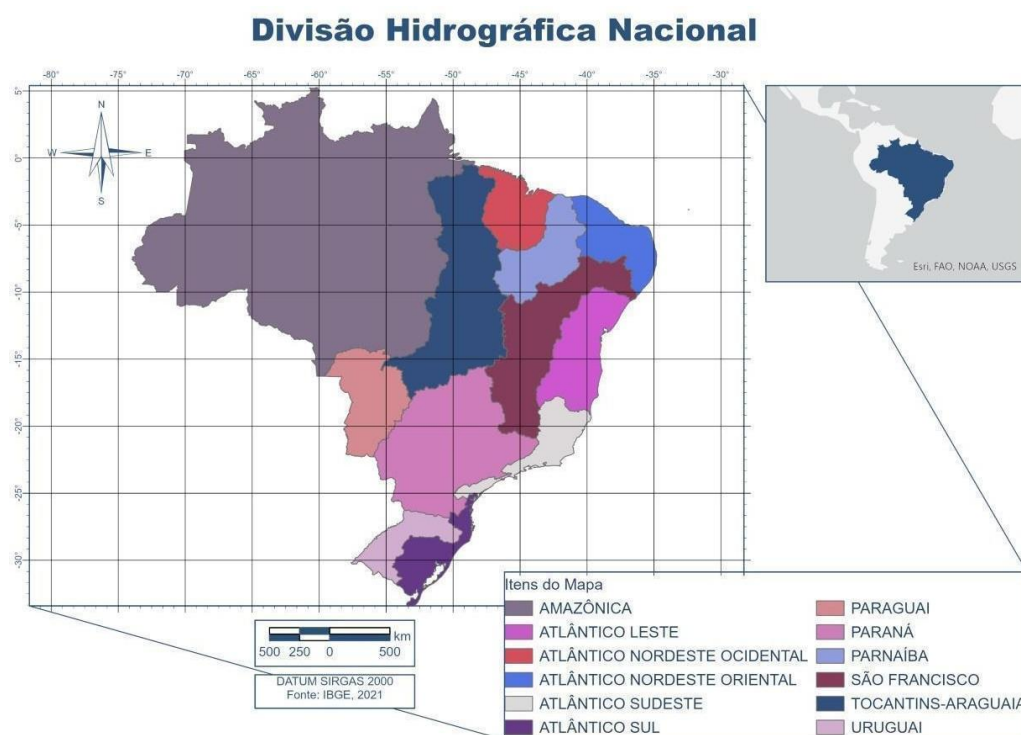 Divisão Hidrográfica Nacional
-80° -75° -70° -65° -60° -55° -50° -45° -40° -35° -30°
5°
0°
-5°
-10°
-15°
-20°
-25°
-30°
N
W E
S
Esri, FAO, NOAA, USGS
500 250 0 500 km
DATUM SIRGAS 2000
Fonte: IBGE, 2021
Itens do Mapa
AMAZÔNICA
ATLÂNTICO LESTE
ATLÂNTICO NORDESTE OCIDENTAL
ATLÂNTICO NORDESTE ORIENTAL
ATLÂNTICO SUDESTE
ATLÂNTICO SUL
PARAGUAI
PARANÁ
PARNAÍBA
SÃO FRANCISCO
TOCANTINS-ARAGUAIA
URUGUAI